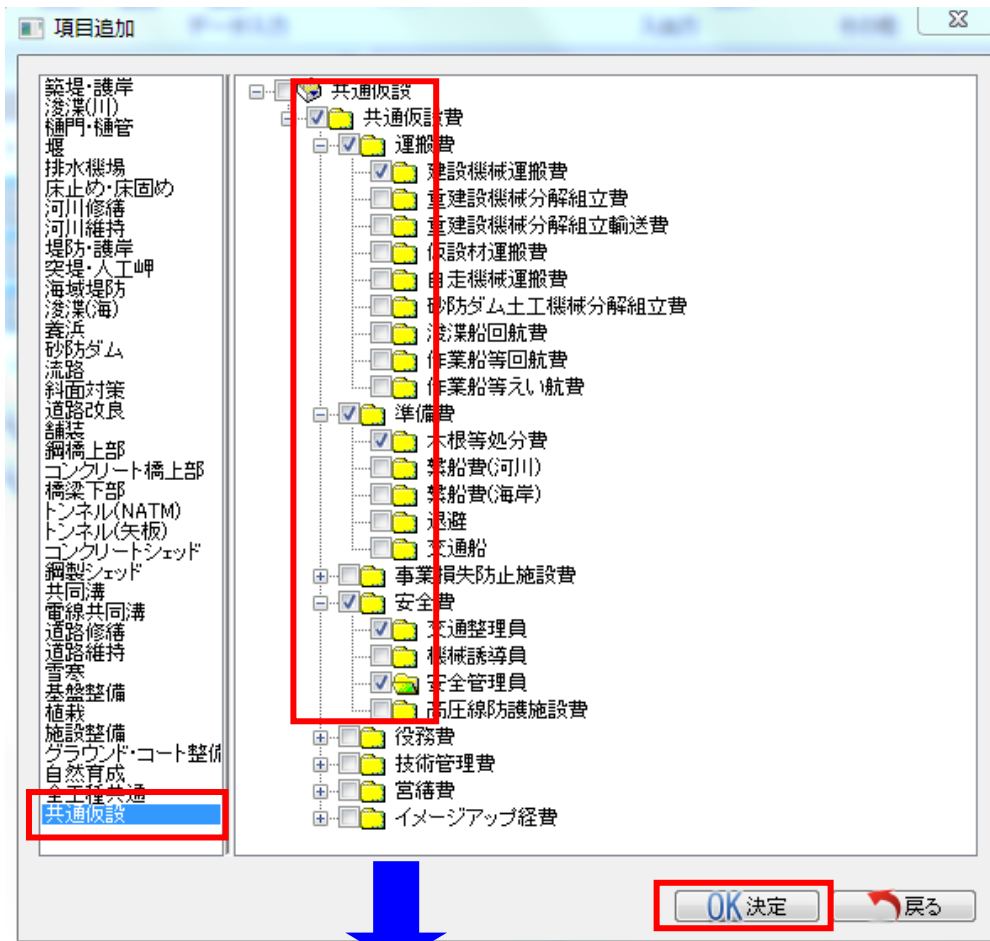 項目追加
築堤・護岸
浚渫(川)
樋門・樋管
堰
排水機場
床止め・床固め
河川修繕
河川維持
堤防・護岸
突堤・人工岬
海域堤防
浚渫(海)
養浜
砂防ダム
流路
斜面対策
道路改良
舗装
鋼橋上部
コンクリート橋上部
橋梁下部
トンネル(NATM)
トンネル(矢板)
コンクリートシェッド
鋼製シェッド
共同溝
電線共同溝
道路修繕
道路維持
雪寒
基盤整備
植栽
施設整備
グラウンド・コート整備
自然育成
全工種共通
共通仮設
共通仮設
共通仮設費
運搬費
建設機械運搬費
重建設機械分解組立費
重建設機械分解組立輸送費
仮設材運搬費
自走機械運搬費
砂防ダム土工機械分解組立費
浚渫船回航費
作業船等回航費
作業船等えい航費
準備費
木根等処分費
繋船費(河川)
繋船費(海岸)
退避
交通船
事業損失防止施設費
安全費
交通整理員
機械誘導員
安全管理員
高圧線防護施設費
役務費
技術管理費
営繕費
イメージアップ経費
OK 決定
戻る